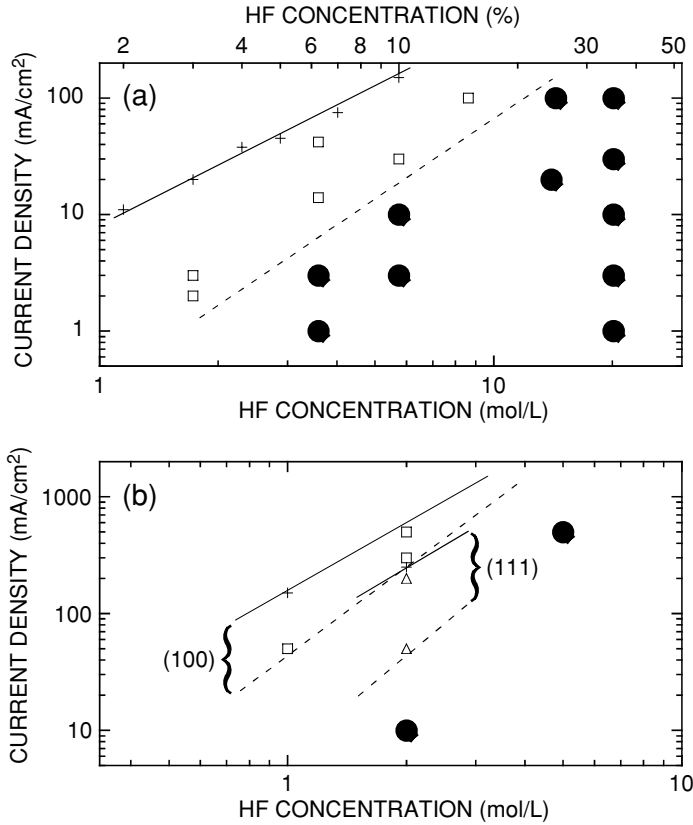 HF CONCENTRATION (%)
2 4 6 8 10 30 50
(a)
CURRENT DENSITY (mA/cm²)
100
10
1
1 10
HF CONCENTRATION (mol/L)
(b)
CURRENT DENSITY (mA/cm²)
1000
100
10
(100)
(111)
1 10
HF CONCENTRATION (mol/L)